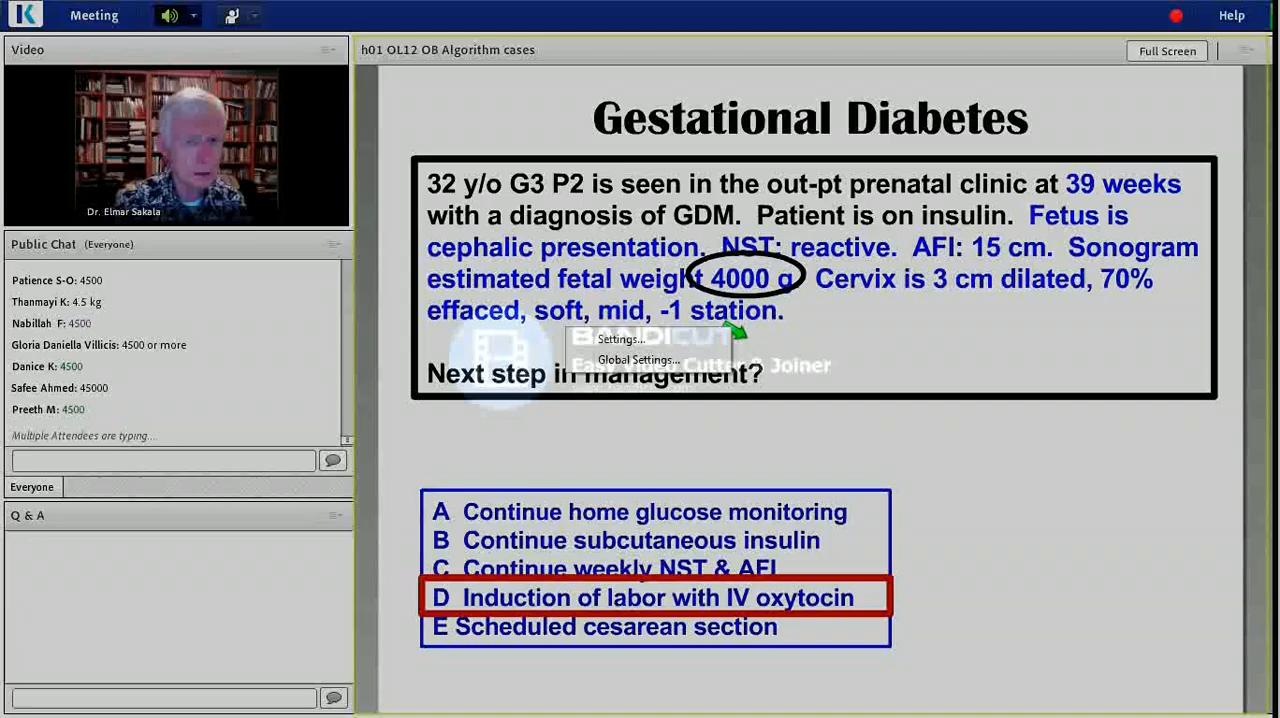 K Meeting Help
Video
Dr. Elmar Sakala
Public Chat (Everyone)
Patience S-O: 4500
Thanmayi K: 4.5 kg
Nabillah F: 4500
Gloria Daniella Villicis: 4500 or more
Danice K: 4500
Safee Ahmed: 45000
Preeth M: 4500
Multiple Attendees are typing...
Everyone
Q & A
h01 OL12 OB Algorithm cases
Full Screen
Gestational Diabetes
32 y/o G3 P2 is seen in the out-pt prenatal clinic at 39 weeks
with a diagnosis of GDM. Patient is on insulin. Fetus is
cephalic presentation. NST: reactive. AFI: 15 cm. Sonogram
estimated fetal weight 4000 g Cervix is 3 cm dilated, 70%
effaced, soft, mid, -1 station.
BANDICUT
Settings...
Easy Video Cutter & Joiner
Global Settings...
Next step in management?
A Continue home glucose monitoring
B Continue subcutaneous insulin
C Continue weekly NST & AFI
D Induction of labor with IV oxytocin
E Scheduled cesarean section